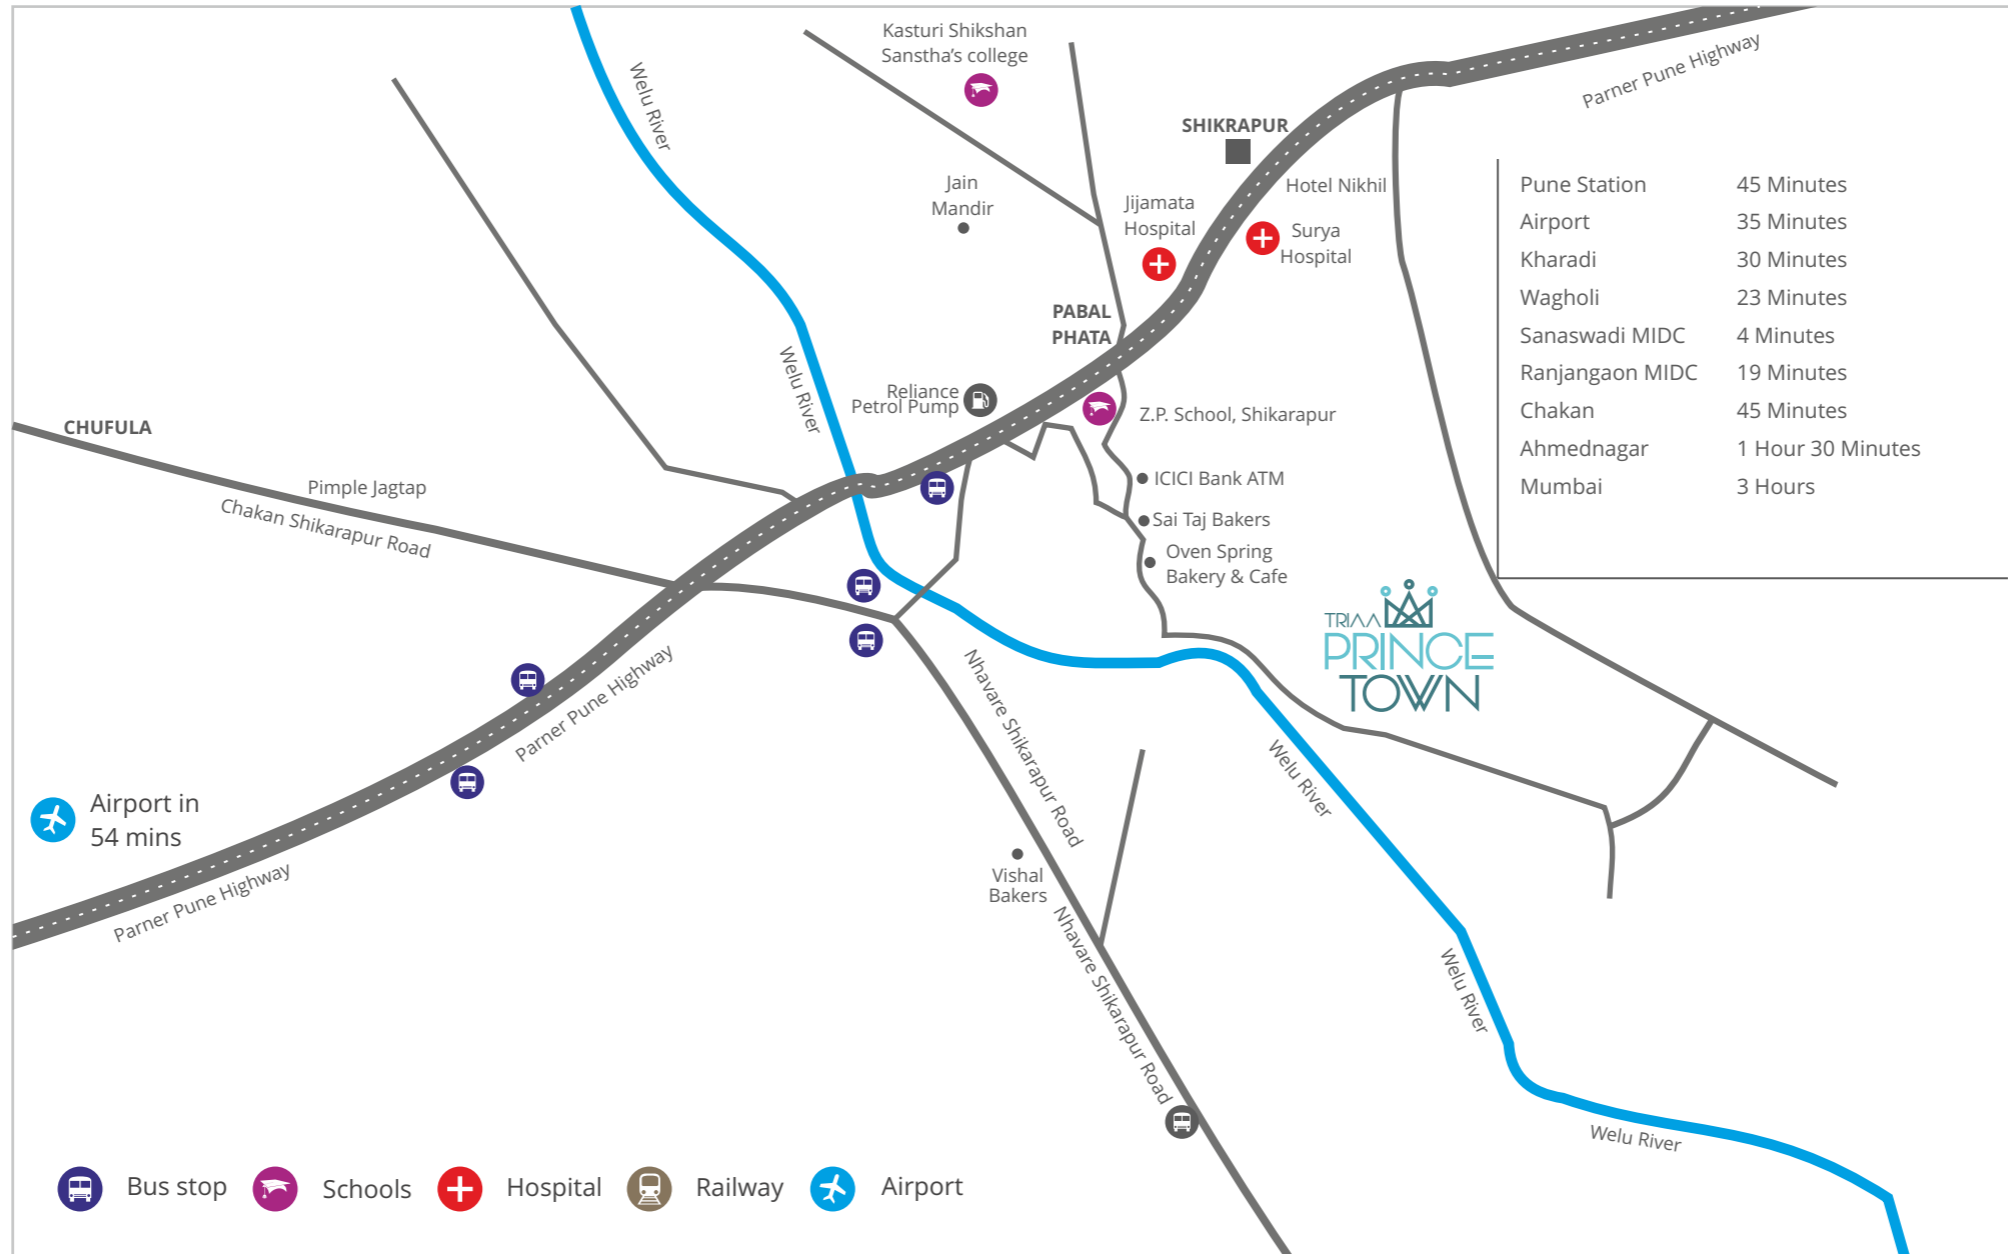 Kasturi Shikshan
Sanstha's college
Parner Pune Highway
Welu River
SHIKRAPUR
Hotel Nikhil
Jain
Mandir
Jijamata
Hospital
Surya
Hospital
Pune Station 45 Minutes
Airport 35 Minutes
Kharadi 30 Minutes
Wagholi 23 Minutes
Sanaswadi MIDC 4 Minutes
Ranjangaon MIDC 19 Minutes
Chakan 45 Minutes
Ahmednagar 1 Hour 30 Minutes
Mumbai 3 Hours
PABAL
PHATA
Welu River
Reliance
Petrol Pump
Z.P. School, Shikarapur
CHUFULA
Pimple Jagtap
Chakan Shikarapur Road
ICICI Bank ATM
Sai Taj Bakers
Oven Spring
Bakery & Cafe
TRIAA
PRINCE
TOWN
Parner Pune Highway
Nhavare Shikarapur Road
Welu River
Airport in
54 mins
Parner Pune Highway
Vishal
Bakers
Nhavare Shikarapur Road
Welu River
Welu River
Bus stop
Schools
Hospital
Railway
Airport